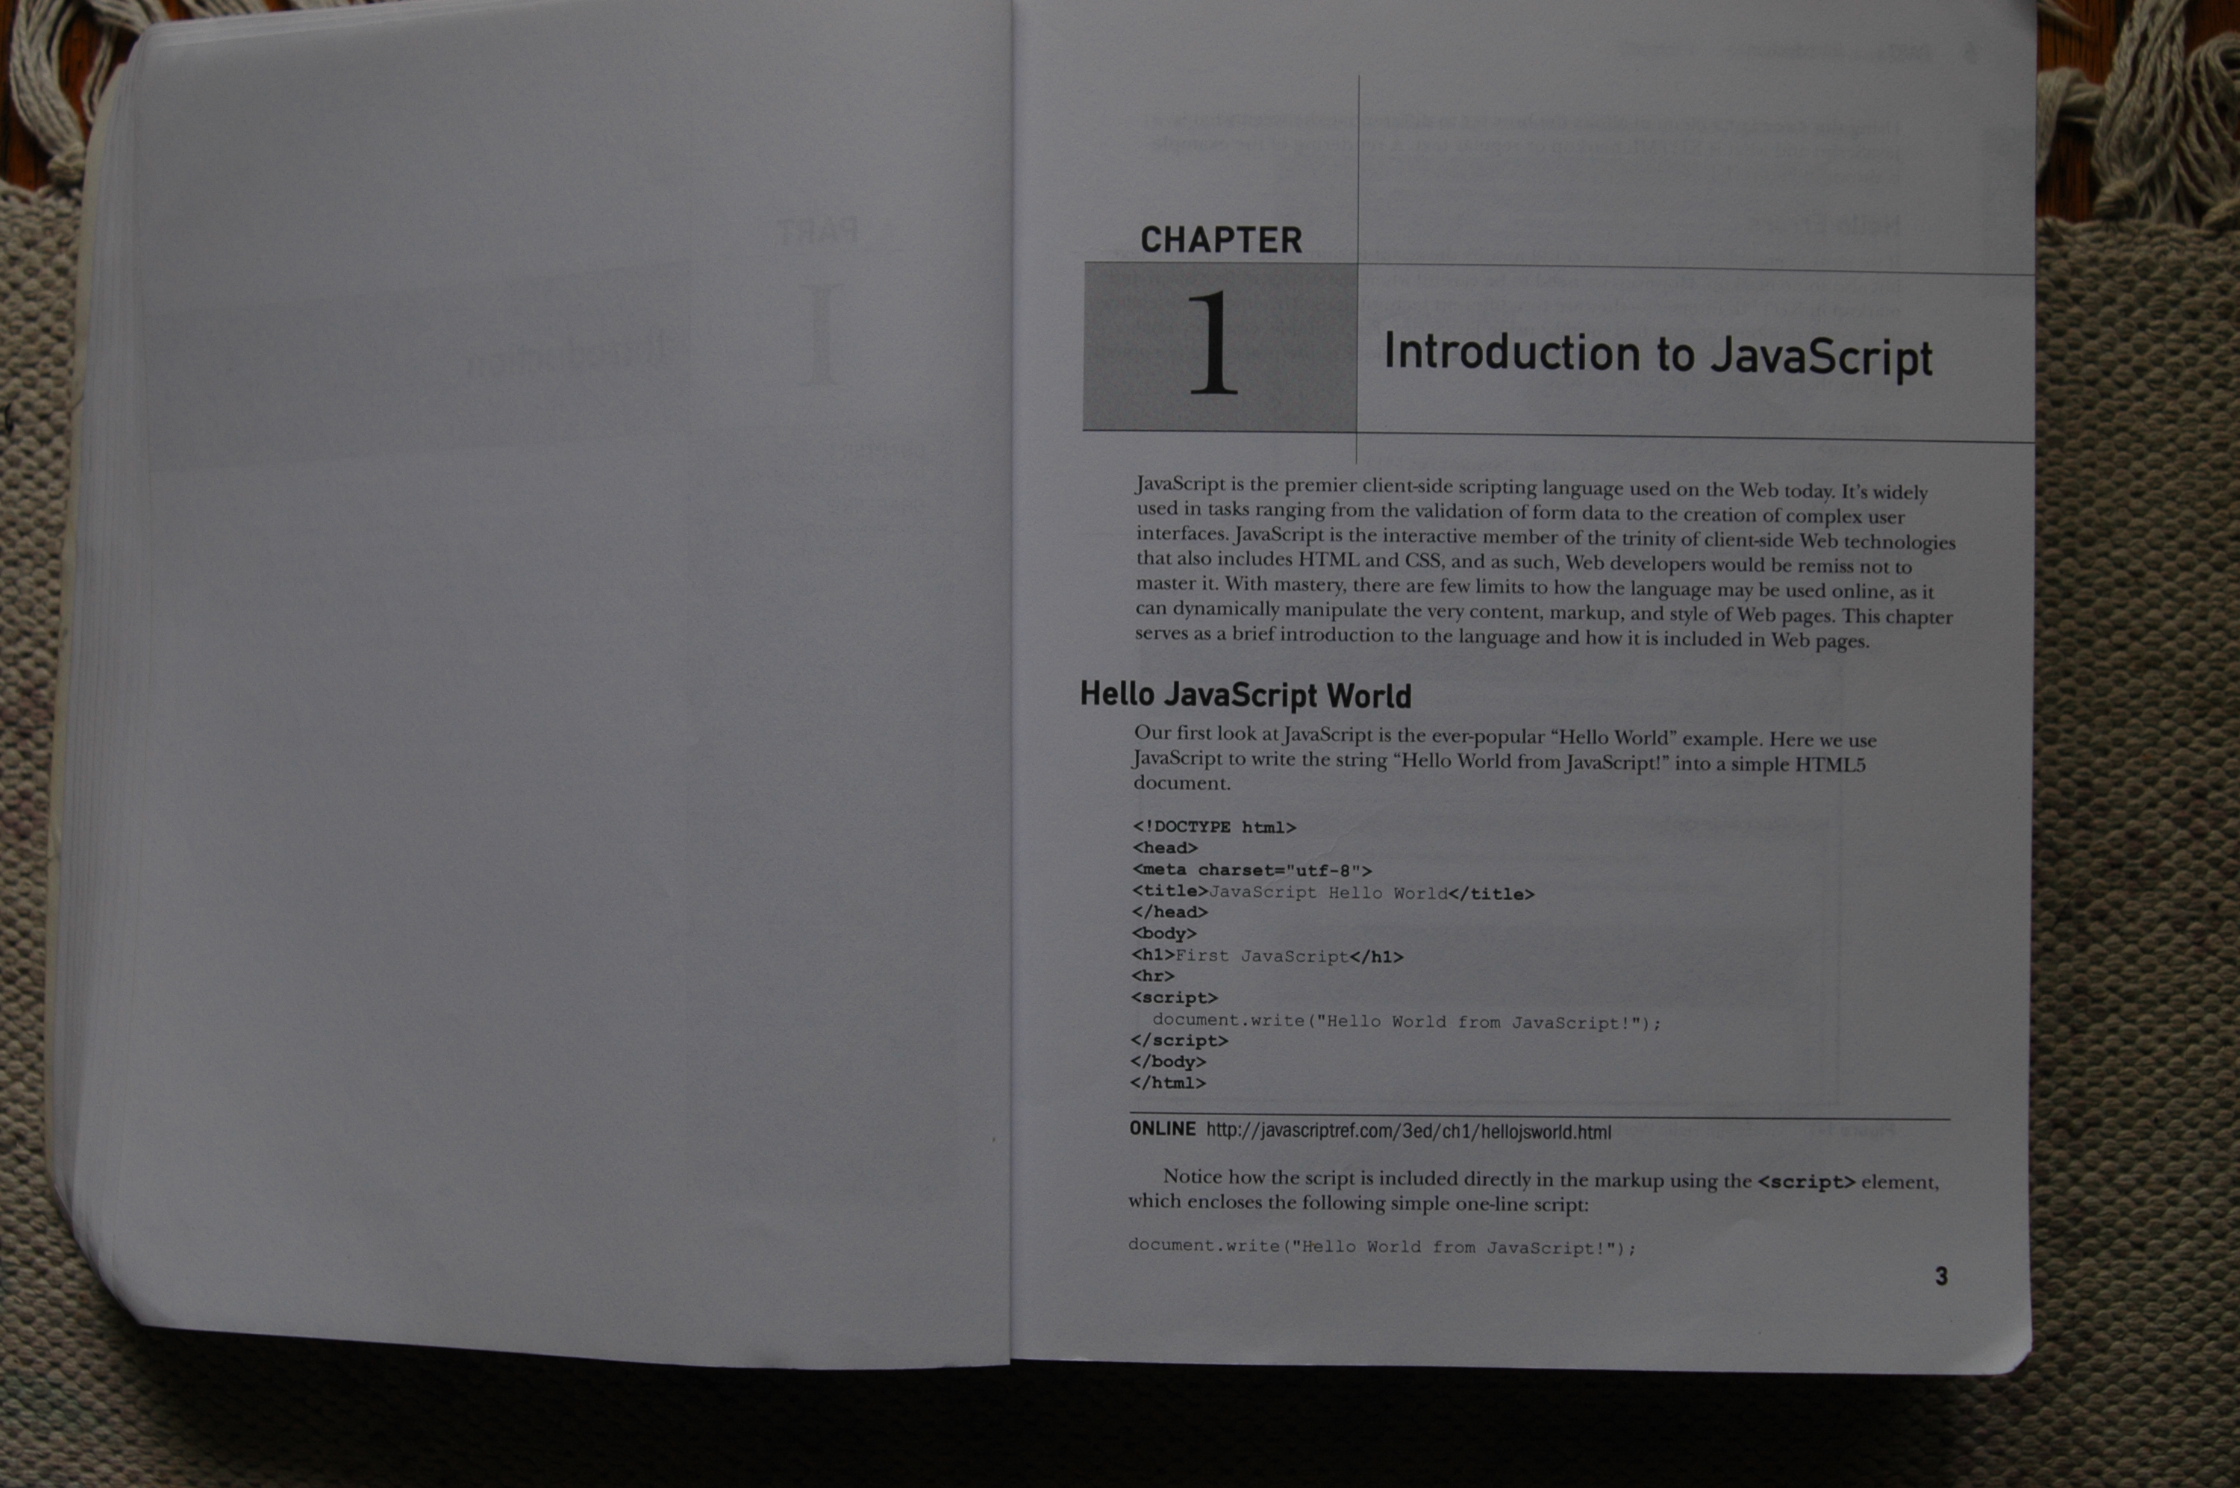 CHAPTER
1
Introduction to JavaScript
JavaScript is the premier client-side scripting language used on the Web today. It's widely
used in tasks ranging from the validation of form data to the creation of complex user
interfaces. JavaScript is the interactive member of the trinity of client-side Web technologies
that also includes HTML and CSS, and as such, Web developers would be remiss not to
master it. With mastery, there are few limits to how the language may be used online, as it
can dynamically manipulate the very content, markup, and style of Web pages. This chapter
serves as a brief introduction to the language and how it is included in Web pages.
Hello JavaScript World
Our first look at JavaScript is the ever-popular “Hello World” example. Here we use
JavaScript to write the string “Hello World from JavaScript!” into a simple HTML5
document.
<!DOCTYPE html>
<head>
<meta charset="utf-8">
<title>JavaScript Hello World</title>
</head>
<body>
<h1>First JavaScript</h1>
<hr>
<script>
document.write("Hello World from JavaScript!");
</script>
</body>
</html>
ONLINE http://javascriptref.com/3ed/ch1/hellojsworld.html
Notice how the script is included directly in the markup using the <script> element,
which encloses the following simple one-line script:
document.write("Hello World from JavaScript!");
3